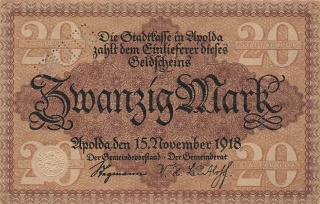 20 Die Stadtkasse in Apolda 20
zahlt dem Einlieferer dieses
Geldscheins
Zwanzig Mark
Apolda den 15. November 1918
Der Gemeindevorstand - Der Gemeinderat
20 Stegmann 20